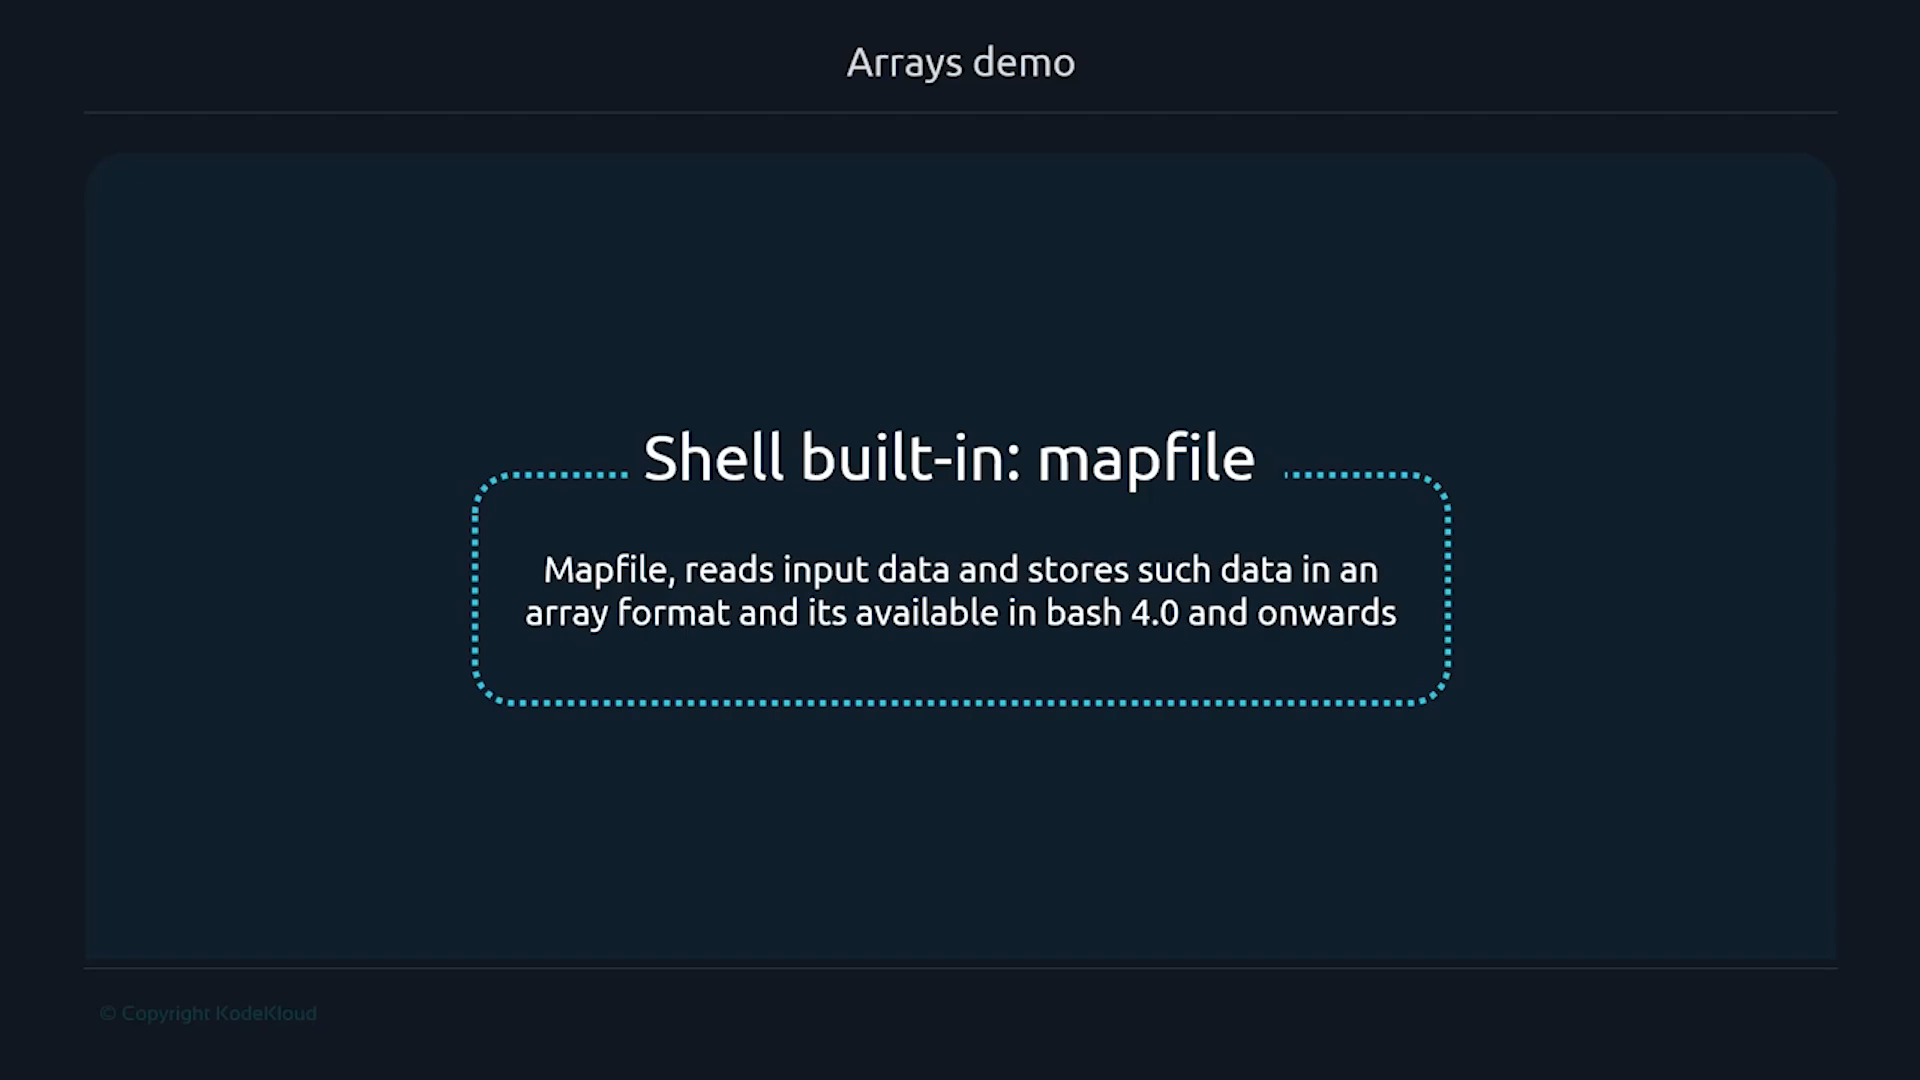 Arrays demo
Shell built-in: mapfile
Mapfile, reads input data and stores such data in an
array format and its available in bash 4.0 and onwards
© Copyright KodeKloud